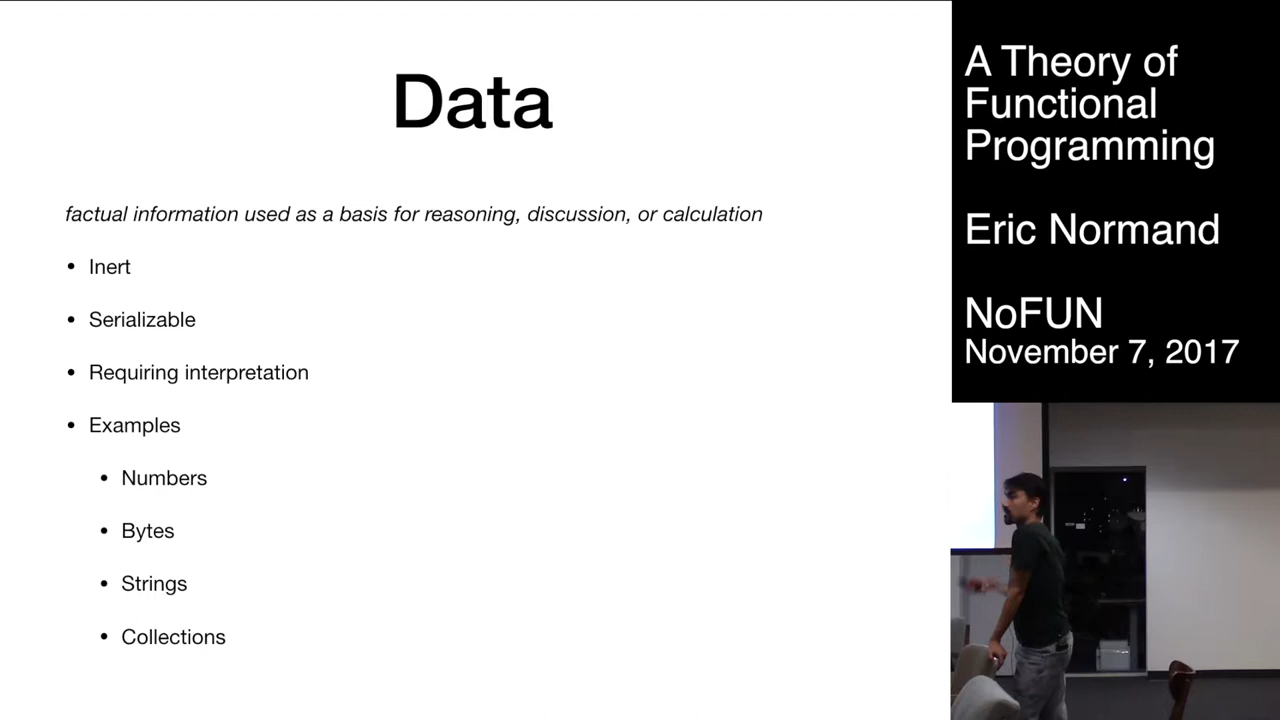 Data
factual information used as a basis for reasoning, discussion, or calculation
• Inert
• Serializable
• Requiring interpretation
• Examples
• Numbers
• Bytes
• Strings
• Collections
A Theory of
Functional
Programming
Eric Normand
NoFUN
November 7, 2017